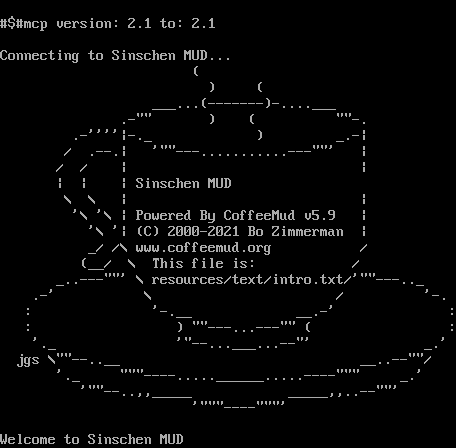 #$#mcp version: 2.1 to: 2.1
Connecting to Sinschen MUD...
Sinschen MUD
Powered By CoffeeMud v5.9
(C) 2000-2021 Bo Zimmerman
www.coffeemud.org
This file is:
resources/text/intro.txt
jgs
Welcome to Sinschen MUD